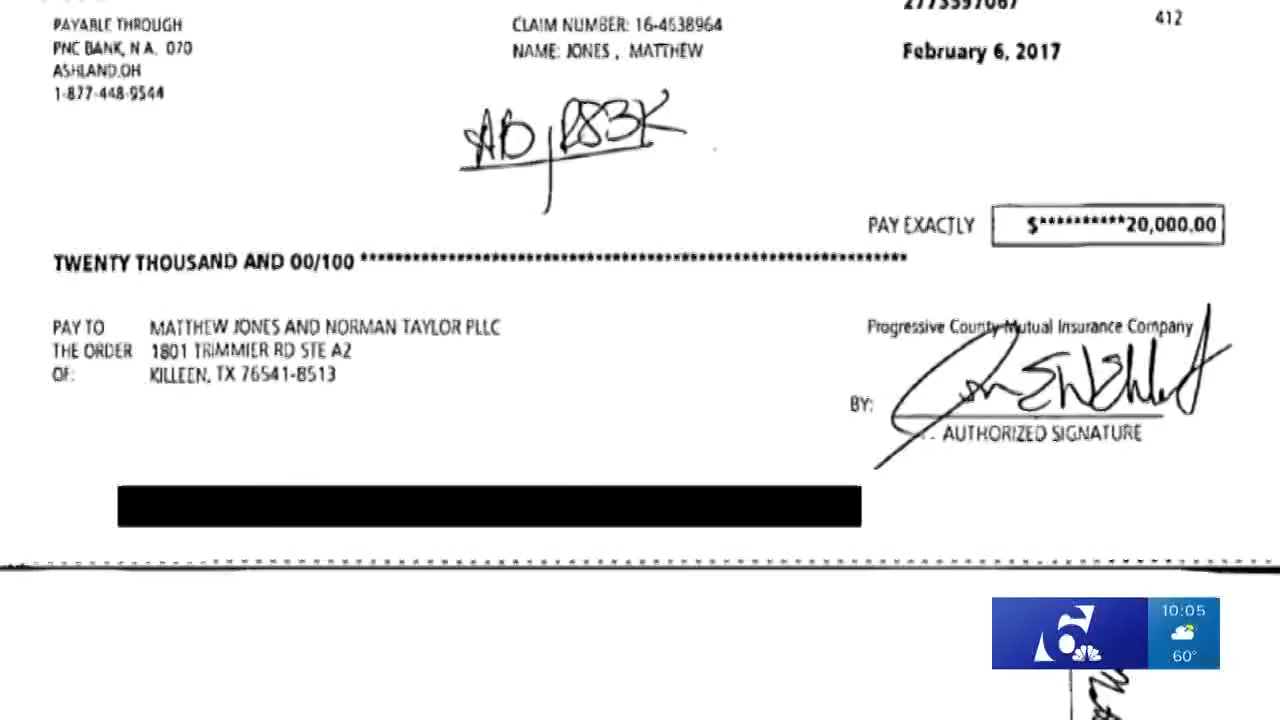 PAYABLE THROUGH
PNC BANK, N A. 070
ASHLAND,OH
1-877-448-9544
CLAIM NUMBER: 16-4638964
NAME: JONES , MATTHEW
2773597067
412
February 6, 2017
PAY EXACTLY $**********20,000.00
TWENTY THOUSAND AND 00/100 **************************************************************
PAY TO MATTHEW JONES AND NORMAN TAYLOR PLLC
THE ORDER 1801 TRIMMIER RD STE A2
OF: KILLEEN, TX 76541-8513
Progressive County Mutual Insurance Company
BY:
AUTHORIZED SIGNATURE
6
10:05
60°